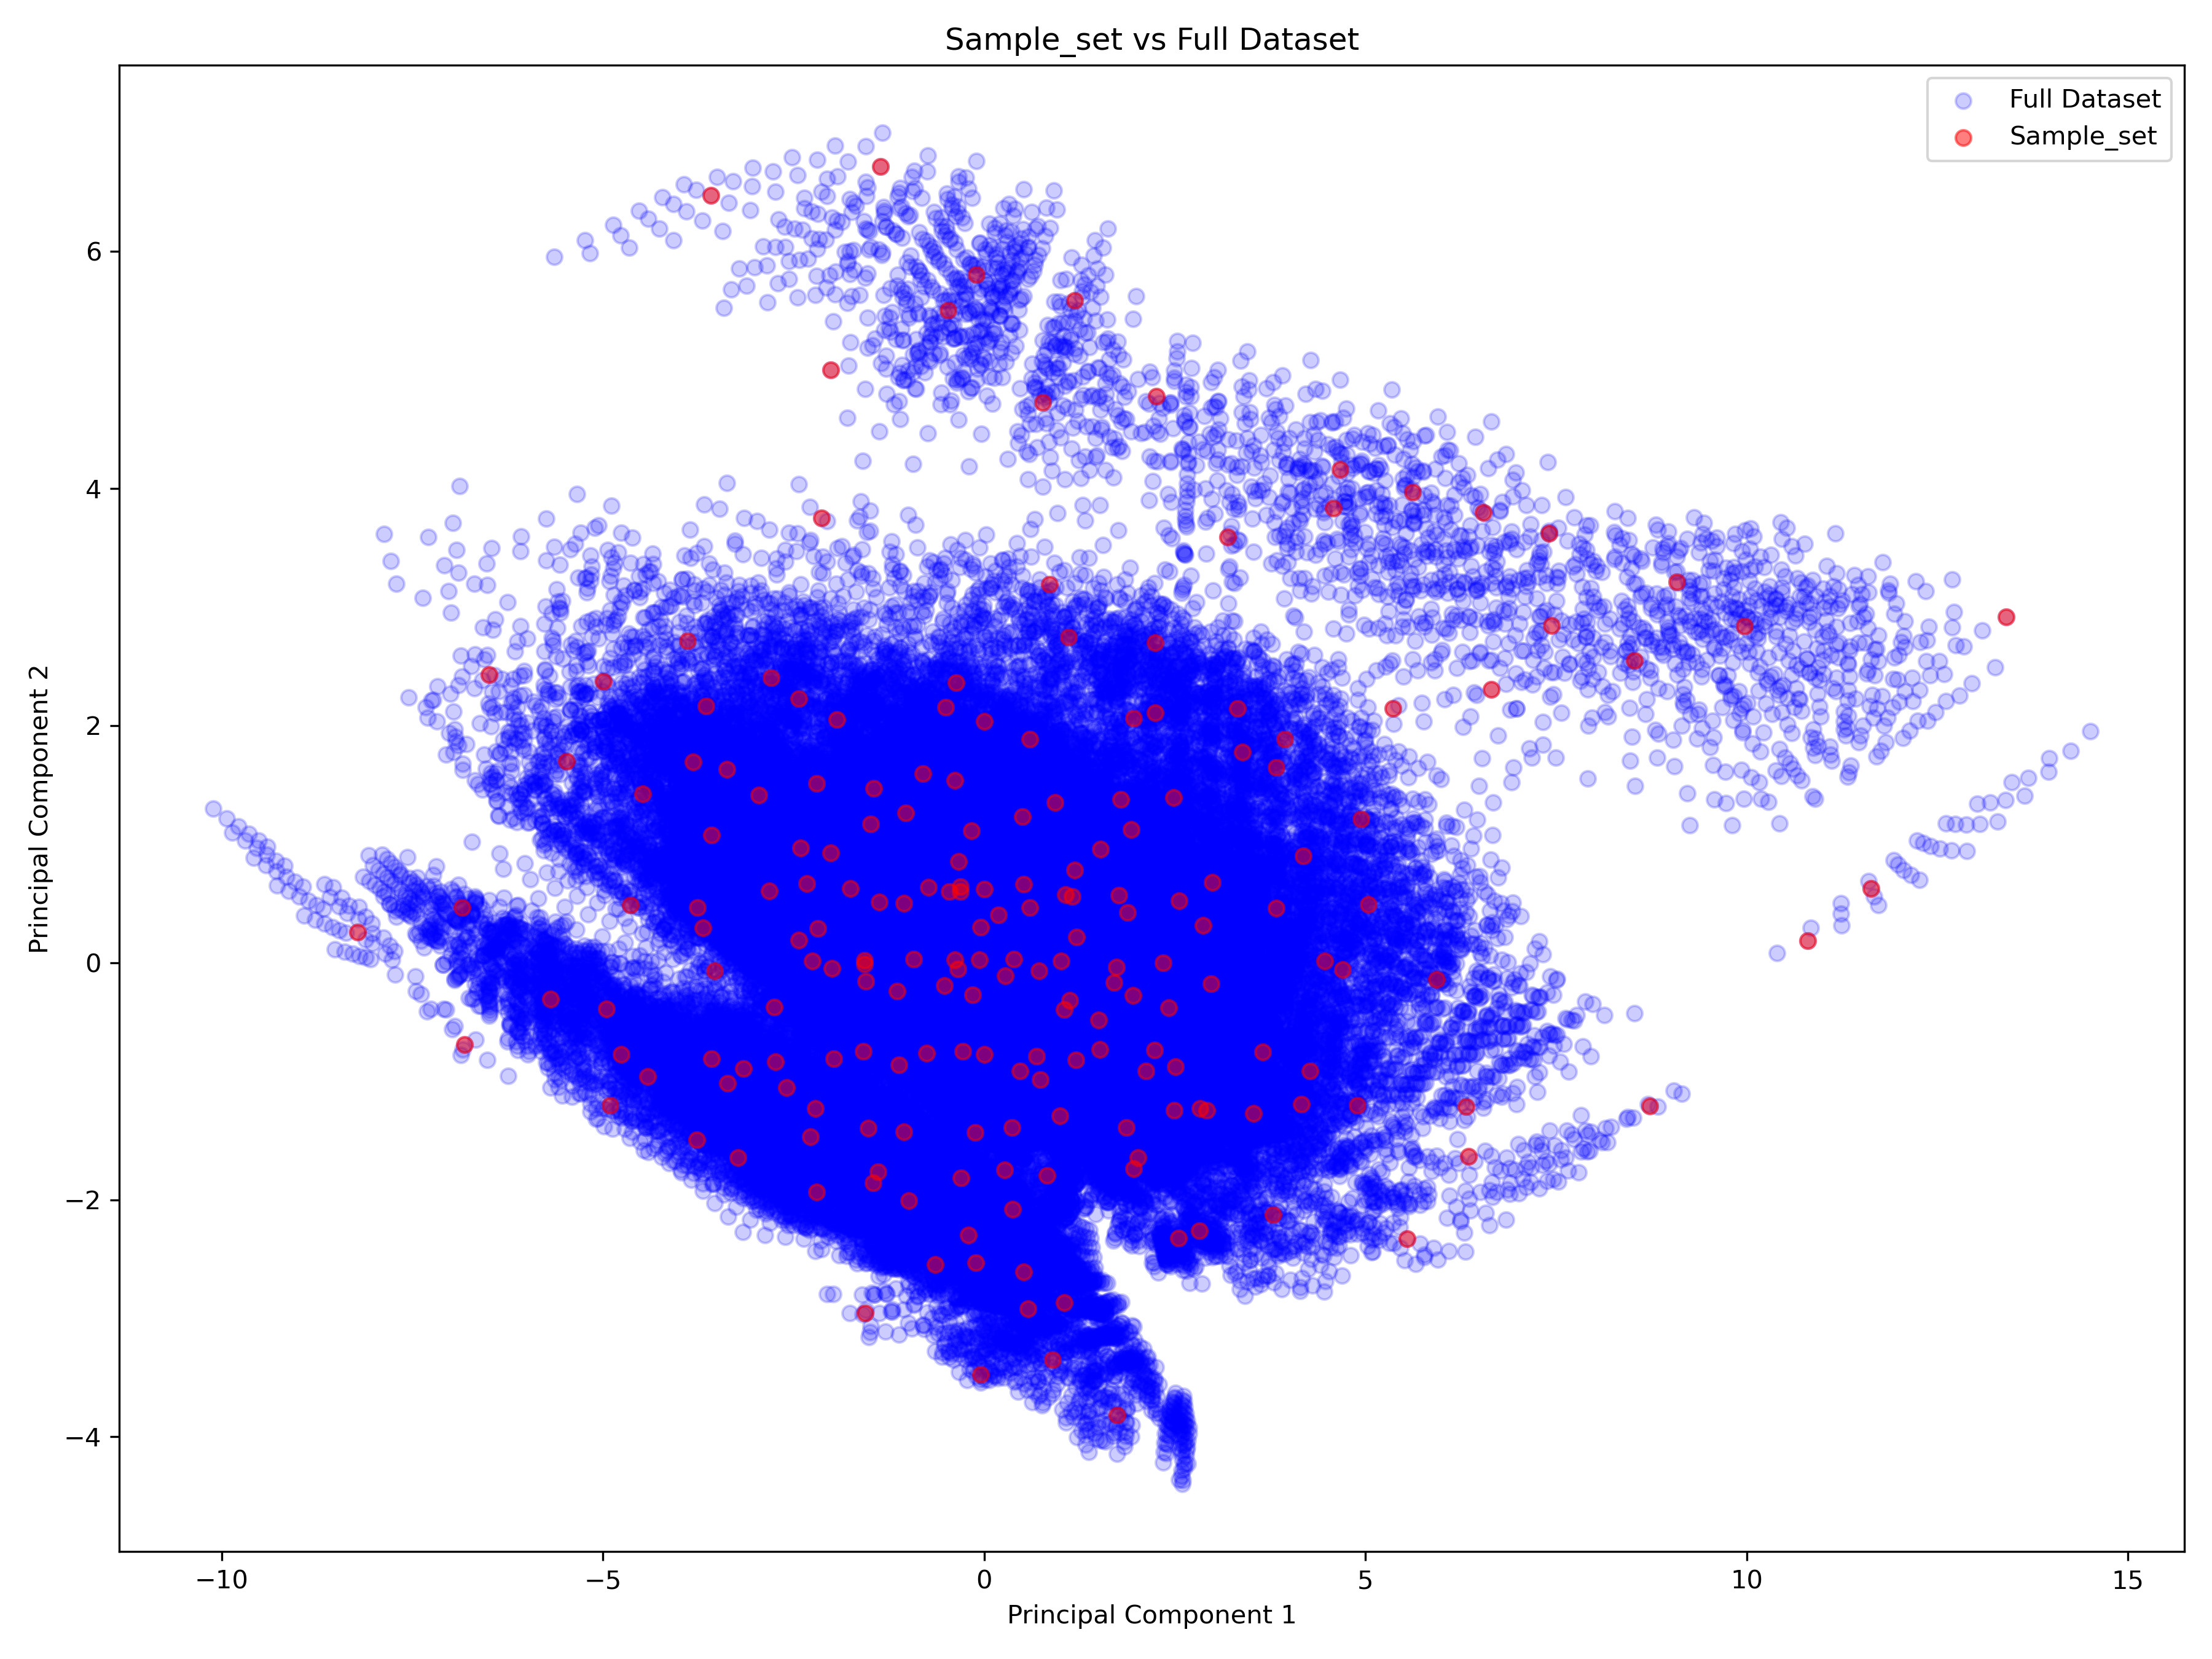 Sample_set vs Full Dataset
Full Dataset
Sample_set
6
4
2
0
−2
−4
Principal Component 2
−10
−5
0
5
10
15
Principal Component 1